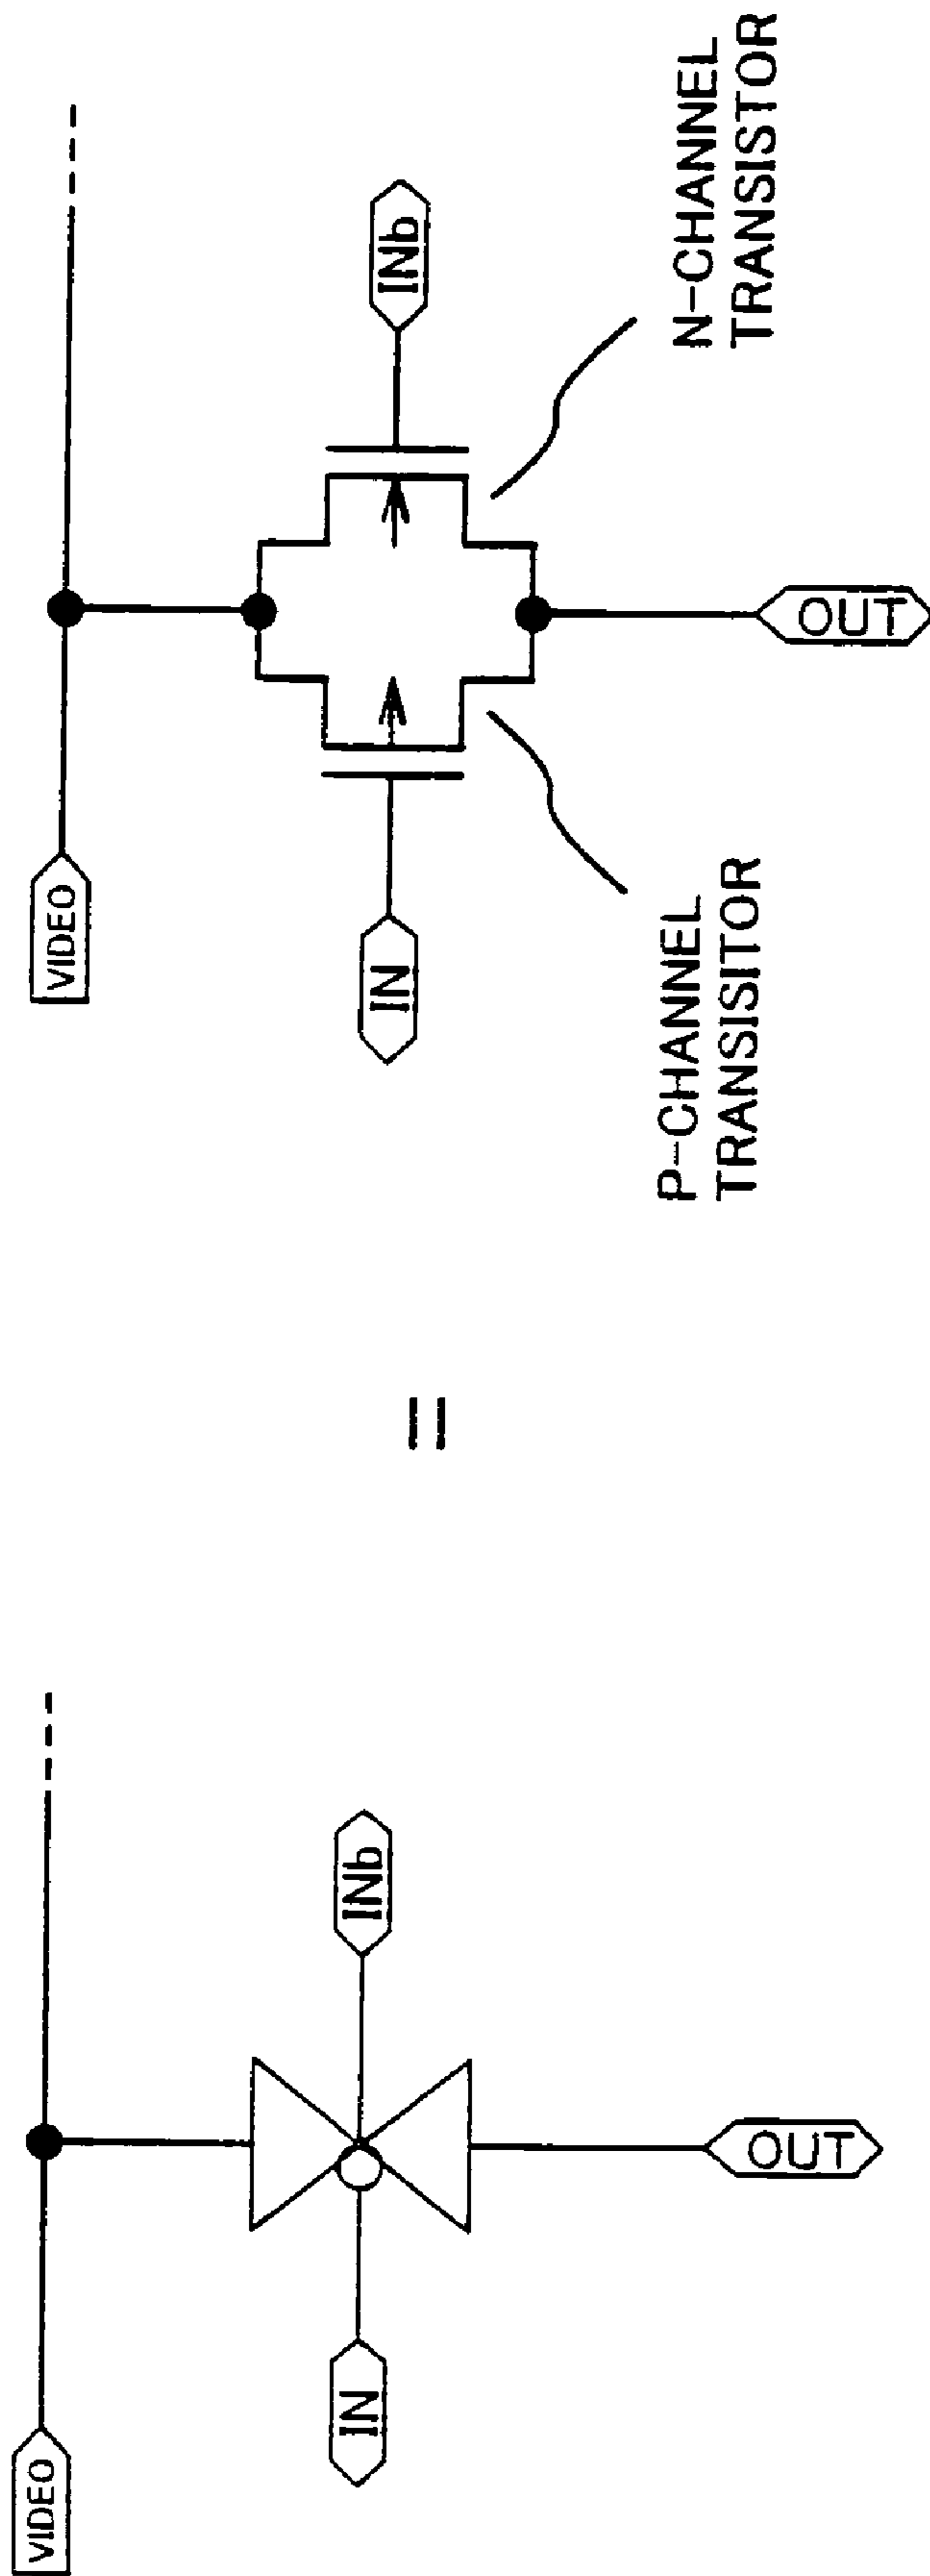 VIDEO
IN
INb
OUT
=
VIDEO
IN
INb
OUT
P-CHANNEL
TRANSISITOR
N-CHANNEL
TRANSISTOR